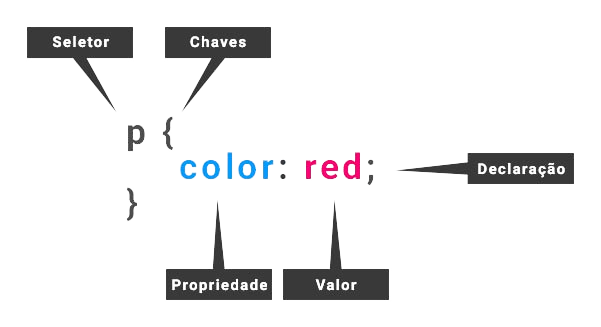 Seletor
Chaves
p {
color: red;
Declaração
}
Propriedade
Valor